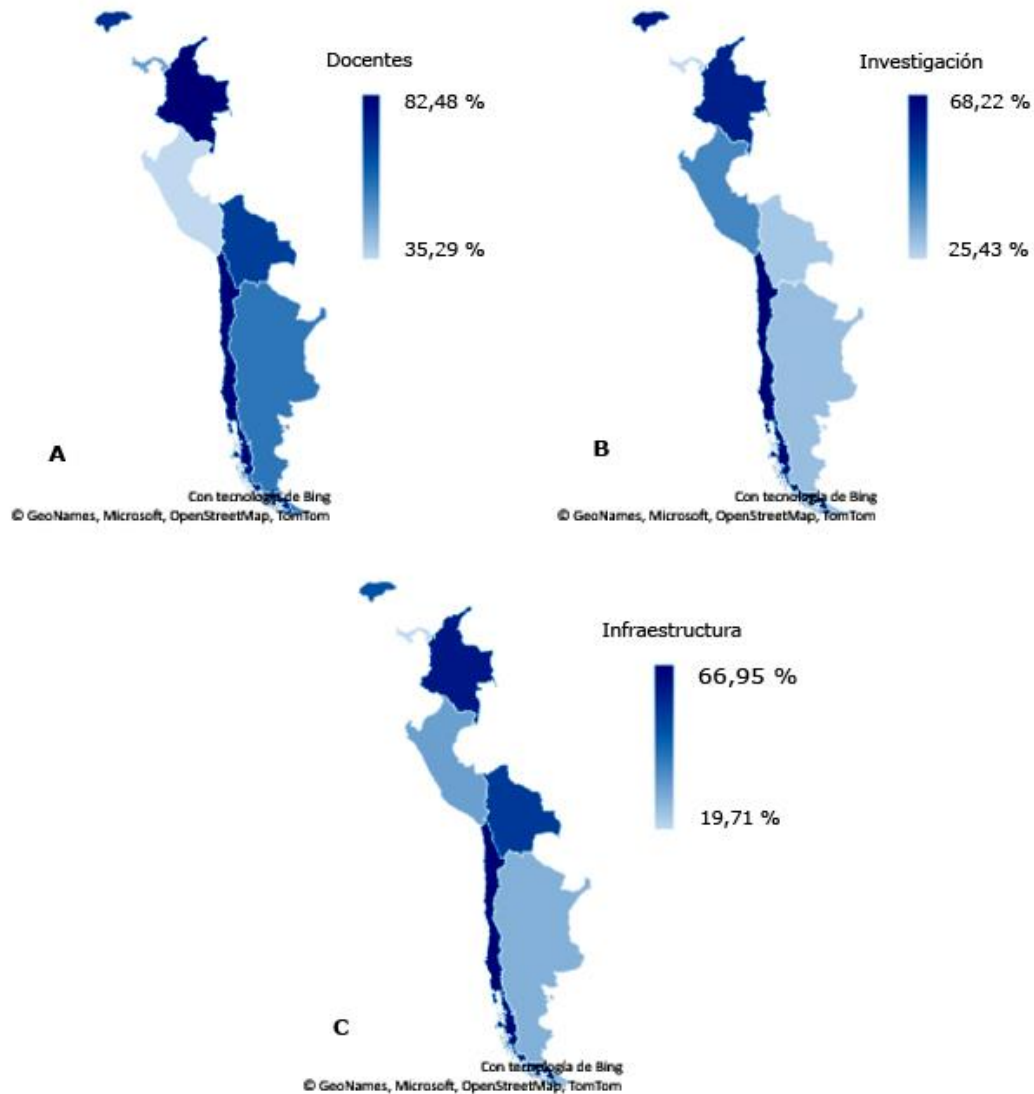 Docentes
82,48 %
35,29 %
A
Con tecnología de Bing
© GeoNames, Microsoft, OpenStreetMap, TomTom
Investigación
68,22 %
25,43 %
B
Con tecnología de Bing
© GeoNames, Microsoft, OpenStreetMap, TomTom
Infraestructura
66,95 %
19,71 %
C
Con tecnología de Bing
© GeoNames, Microsoft, OpenStreetMap, TomTom